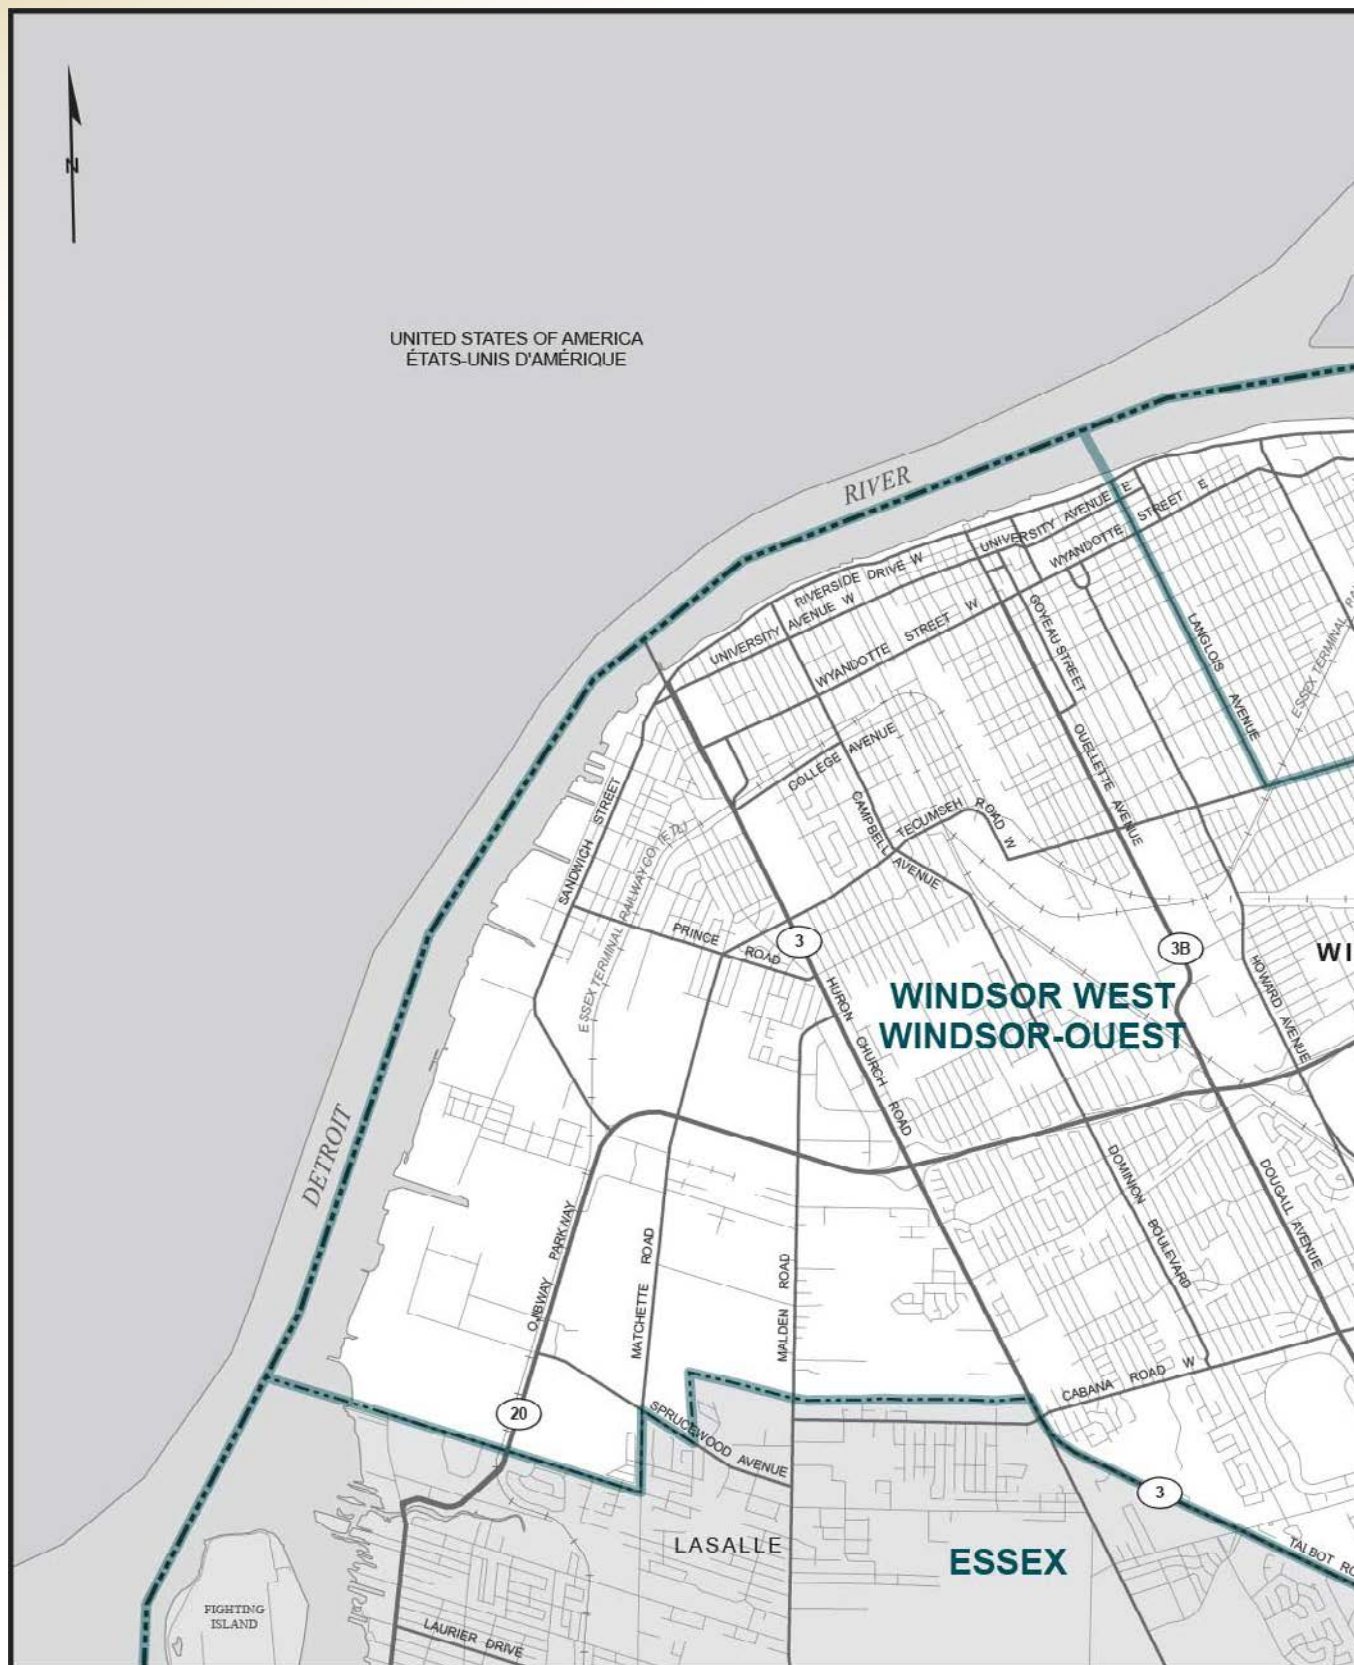 N
UNITED STATES OF AMERICA
ÉTATS-UNIS D'AMÉRIQUE
RIVER
UNIVERSITY AVENUE E
WYANDOTTE STREET E
RIVERSIDE DRIVE W
UNIVERSITY AVENUE W
WYANDOTTE STREET W
GOYEAU STREET
LANGLOIS AVENUE
ESSEX TERMINAL
OUELLETTE AVENUE
COLLEGE AVENUE
CAMPBELL AVENUE
TECUMSEH ROAD W
SANDWICH STREET
ESSEX TERMINAL RAILWAY CO. (E.T.L.)
PRINCE ROAD
3
3B
WI
WINDSOR WEST
WINDSOR-OUEST
HURON CHURCH ROAD
HOWARD AVENUE
DETROIT
OJIBWAY PARKWAY
MATCHETTE ROAD
MALDEN ROAD
DOMINION BOULEVARD
DOUGALL AVENUE
CABANA ROAD W
20
SPRUCEWOOD AVENUE
3
LASALLE
ESSEX
TALBOT RO
FIGHTING
ISLAND
LAURIER DRIVE